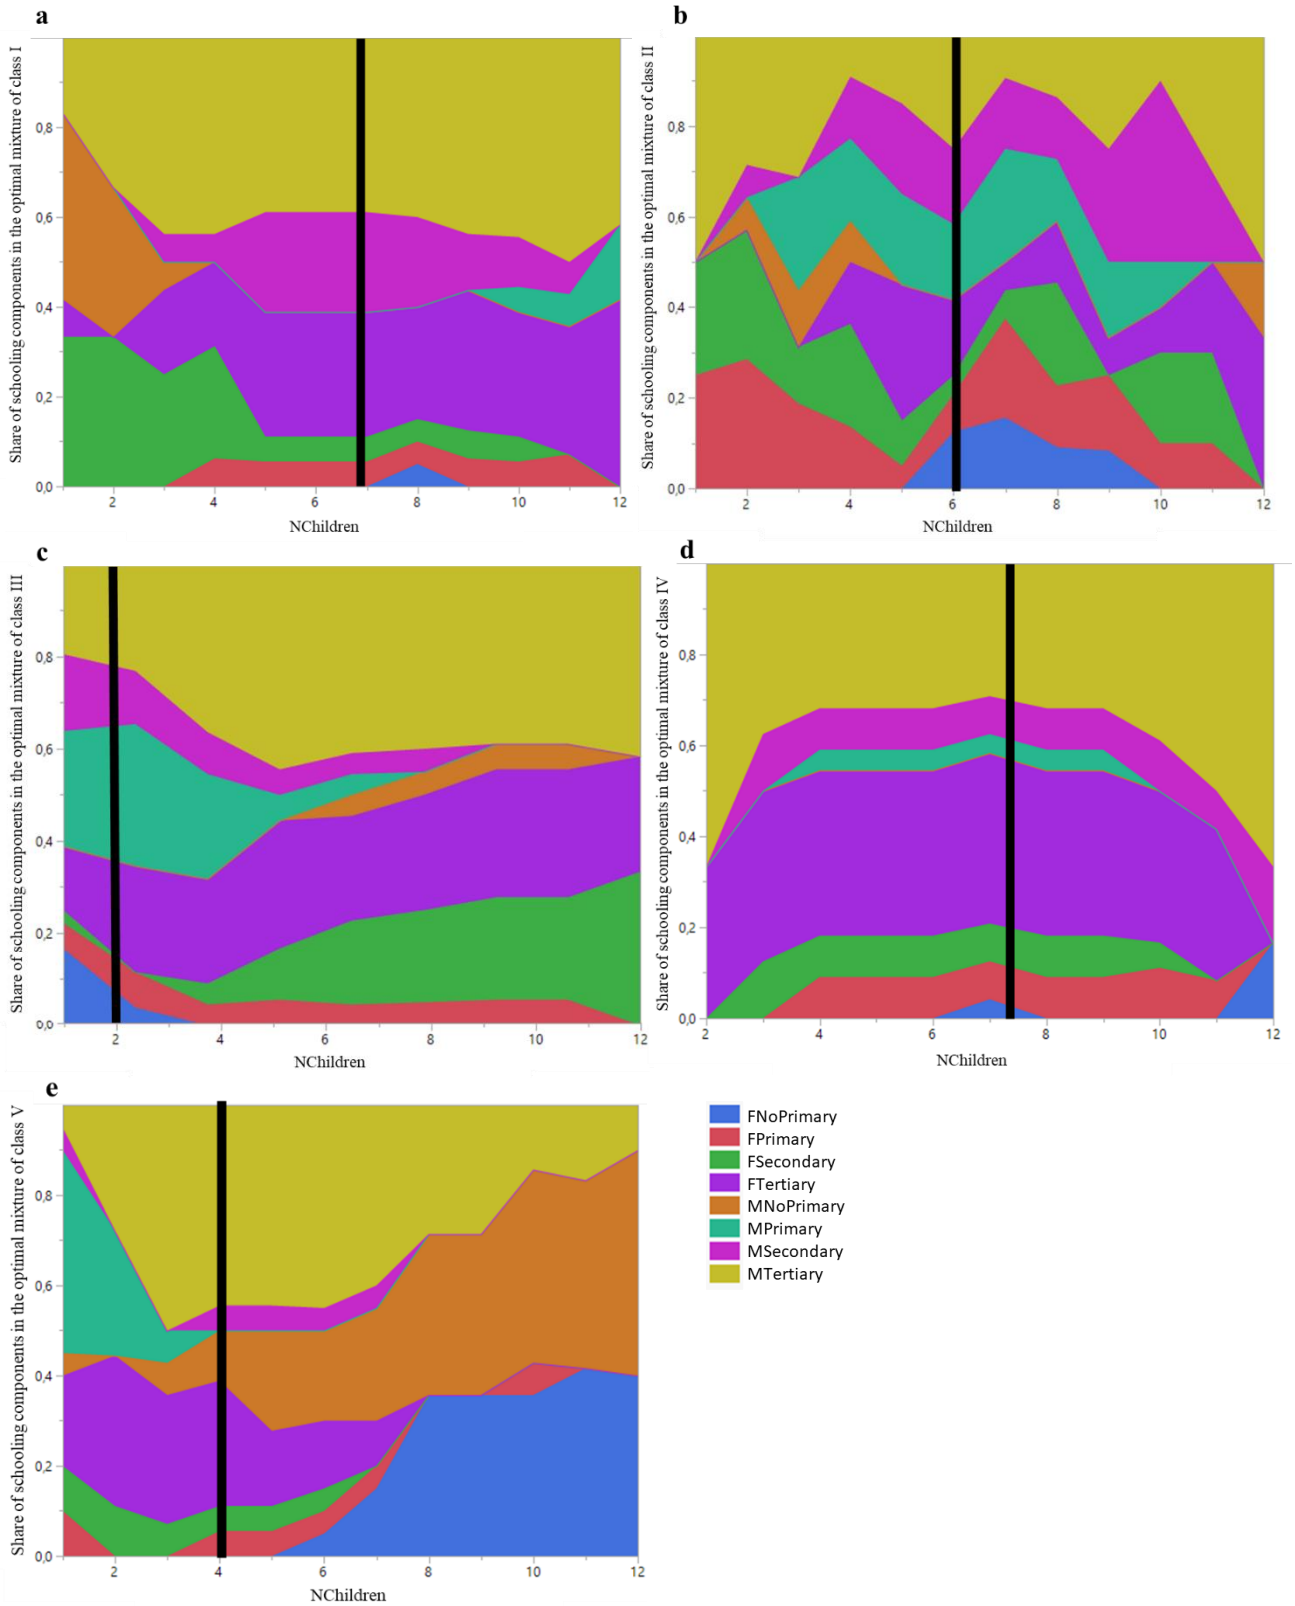 a
Share of schooling components in the optimal mixture of class I
0,8
0,6
0,4
0,2
0,0
2 4 6 8 10 12
NChildren
b
Share of schooling components in the optimal mixture of class II
0,8
0,6
0,4
0,2
0,0
2 4 6 8 10 12
NChildren
c
Share of schooling components in the optimal mixture of class III
0,8
0,6
0,4
0,2
0,0
2 4 6 8 10 12
NChildren
d
Share of schooling components in the optimal mixture of class IV
0,8
0,6
0,4
0,2
0,0
2 4 6 8 10 12
NChildren
e
Share of schooling components in the optimal mixture of class V
0,8
0,6
0,4
0,2
0,0
2 4 6 8 10 12
NChildren
FNoPrimary
FPrimary
FSecondary
FTertiary
MNoPrimary
MPrimary
MSecondary
MTertiary